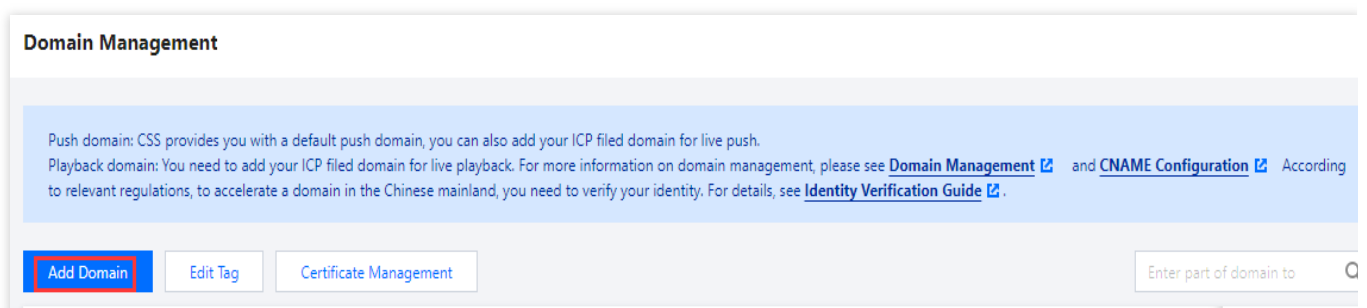 Domain Management
Push domain: CSS provides you with a default push domain, you can also add your ICP filed domain for live push.
Playback domain: You need to add your ICP filed domain for live playback. For more information on domain management, please see Domain Management and CNAME Configuration According
to relevant regulations, to accelerate a domain in the Chinese mainland, you need to verify your identity. For details, see Identity Verification Guide .
Add Domain Edit Tag Certificate Management Enter part of domain to